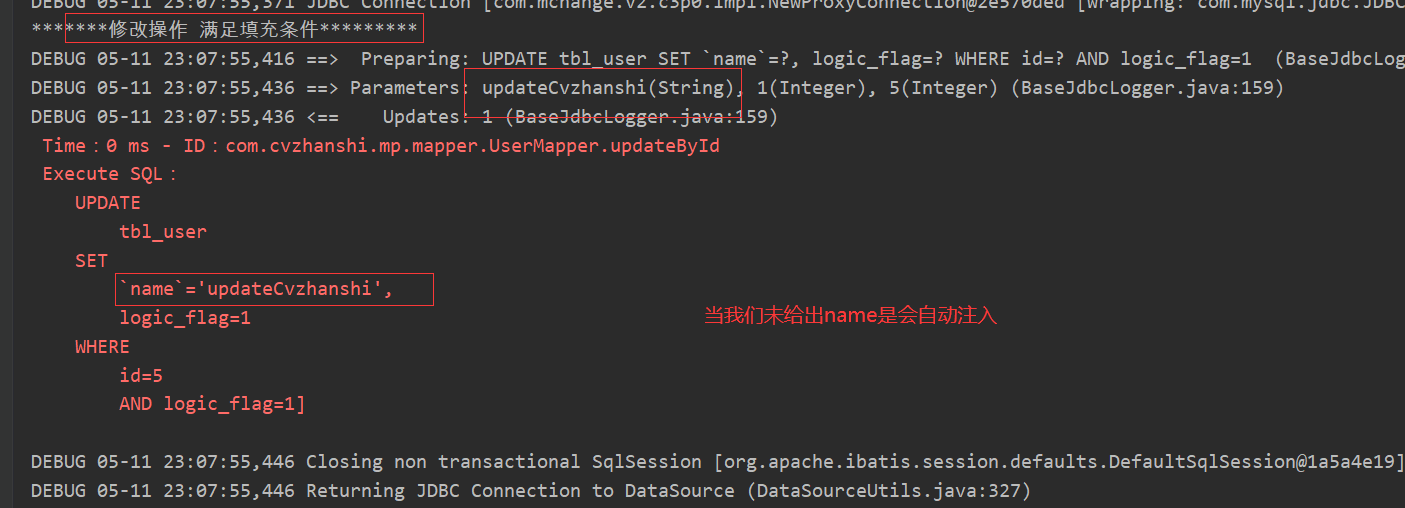 DEBUG 05-11 23:07:55,371 JDBC Connection [com.mchange.v2.c3p0.impl.NewProxyConnection@2e570ded [wrapping: com.mysql.jdbc.JDBC
*******修改操作 满足填充条件*********
DEBUG 05-11 23:07:55,416 ==>  Preparing: UPDATE tbl_user SET `name`=?, logic_flag=? WHERE id=? AND logic_flag=1  (BaseJdbcLog
DEBUG 05-11 23:07:55,436 ==> Parameters: updateCvzhanshi(String), 1(Integer), 5(Integer) (BaseJdbcLogger.java:159)
DEBUG 05-11 23:07:55,436 <==    Updates: 1 (BaseJdbcLogger.java:159)
Time：0 ms - ID：com.cvzhanshi.mp.mapper.UserMapper.updateById
Execute SQL：
UPDATE
tbl_user
SET
`name`='updateCvzhanshi',
logic_flag=1
当我们未给出name是会自动注入
WHERE
id=5
AND logic_flag=1]
DEBUG 05-11 23:07:55,446 Closing non transactional SqlSession [org.apache.ibatis.session.defaults.DefaultSqlSession@1a5a4e19]
DEBUG 05-11 23:07:55,446 Returning JDBC Connection to DataSource (DataSourceUtils.java:327)